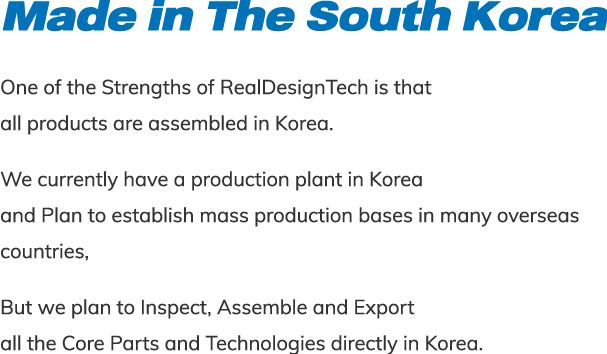 Made in The South Korea
One of the Strengths of RealDesignTech is that
all products are assembled in Korea.
We currently have a production plant in Korea
and Plan to establish mass production bases in many overseas
countries,
But we plan to Inspect, Assemble and Export
all the Core Parts and Technologies directly in Korea.